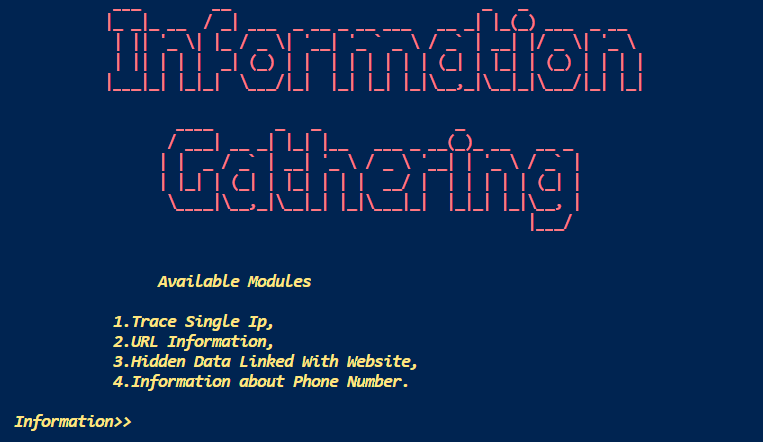 Information
Gathering
Available Modules
1.Trace Single Ip,
2.URL Information,
3.Hidden Data Linked With Website,
4.Information about Phone Number.
Information>>